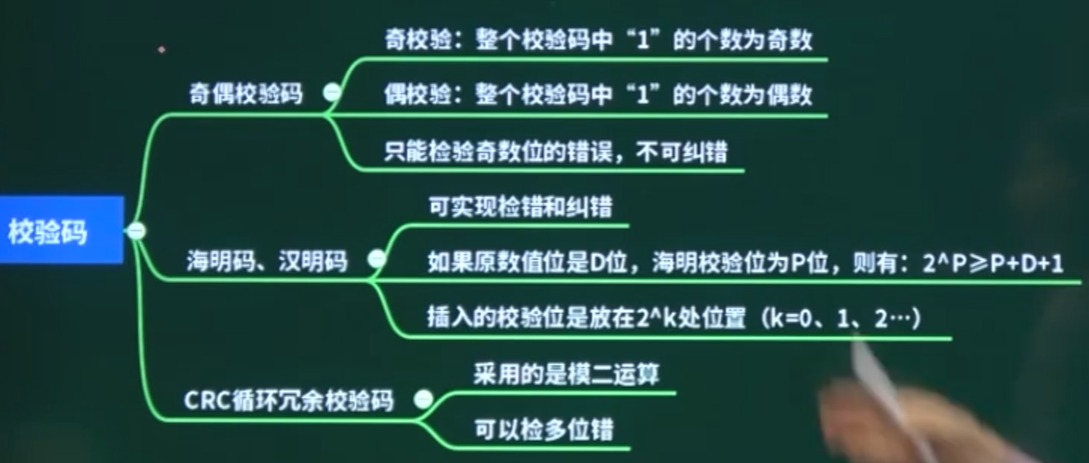 奇校验：整个校验码中“1”的个数为奇数
奇偶校验码
偶校验：整个校验码中“1”的个数为偶数
只能检验奇数位的错误，不可纠错
校验码
可实现检错和纠错
海明码、汉明码
如果原数值位是D位，海明校验位为P位，则有：2^P≥P+D+1
插入的校验位是放在2^k处位置（k=0、1、2…）
采用的是模二运算
CRC循环冗余校验码
可以检多位错